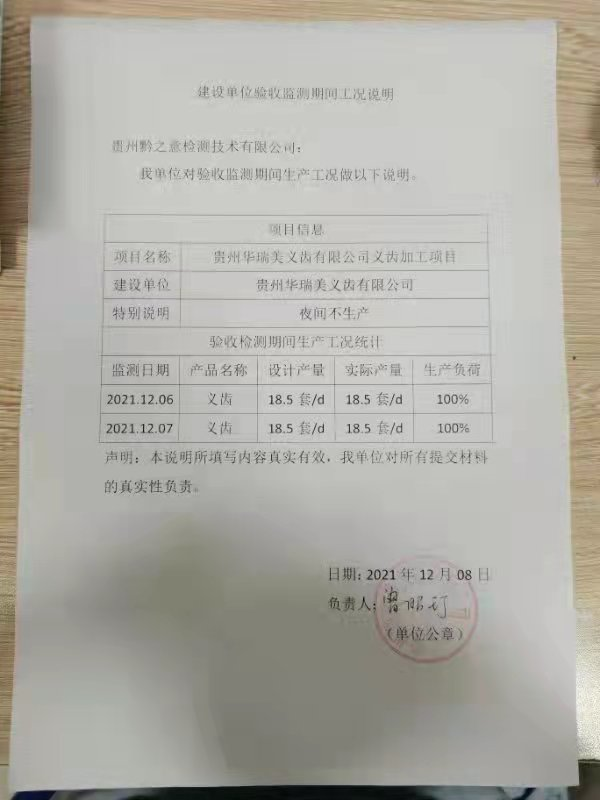 建设单位验收监测期间工况说明
贵州黔之意检测技术有限公司：
我单位对验收监测期间生产工况做以下说明。
项目信息
项目名称 贵州华瑞美义齿有限公司义齿加工项目
建设单位 贵州华瑞美义齿有限公司
特别说明 夜间不生产
验收检测期间生产工况统计
监测日期 产品名称 设计产量 实际产量 生产负荷
2021.12.06 义齿 18.5 套/d 18.5 套/d 100%
2021.12.07 义齿 18.5 套/d 18.5 套/d 100%
声明：本说明所填写内容真实有效，我单位对所有提交材料
的真实性负责。
日期：2021 年 12 月 08 日
负责人：
（单位公章）